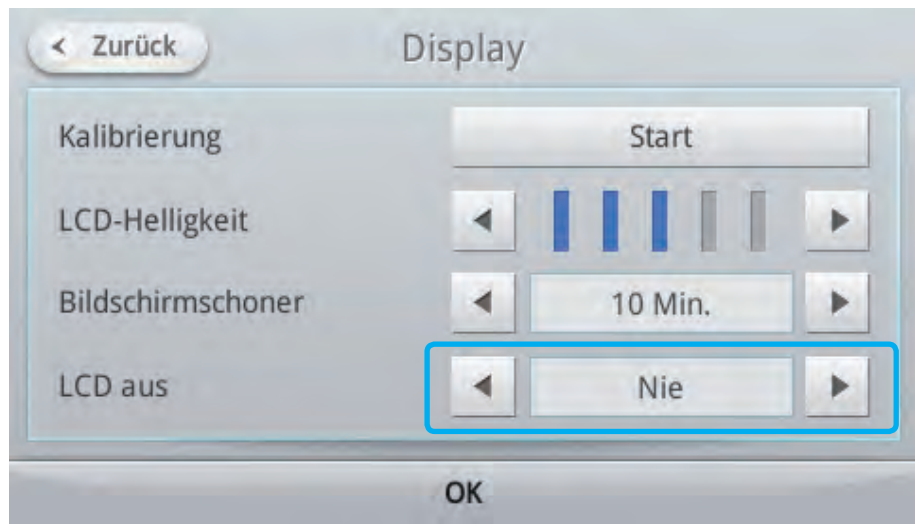 Zurück
Display
Kalibrierung Start
LCD-Helligkeit
Bildschirmschoner 10 Min.
LCD aus Nie
OK